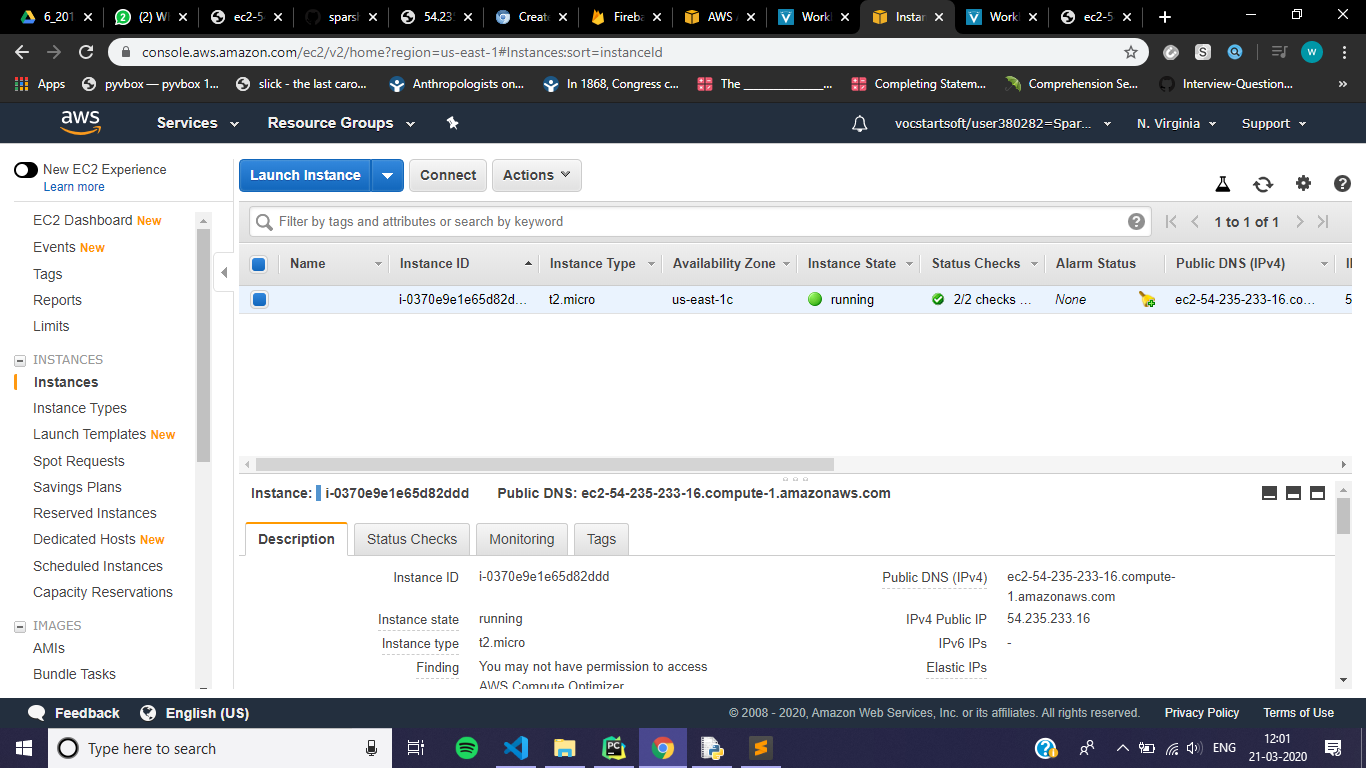 6_201
(2) W
ec2-5
spars
54.23
Create
Fireba
AWS A
Workl
Instan
Workl
ec2-5
console.aws.amazon.com/ec2/v2/home?region=us-east-1#Instances:sort=instanceId
S
W
Apps
pyvbox — pyvbox 1...
slick - the last caro...
Anthropologists on...
In 1868, Congress c...
The ______________...
Completing Statem...
Comprehension Se...
Interview-Question...
aws
Services
Resource Groups
vocstartsoft/user380282=Spar...
N. Virginia
Support
New EC2 Experience
Learn more
EC2 Dashboard New
Events New
Tags
Reports
Limits
INSTANCES
Instances
Instance Types
Launch Templates New
Spot Requests
Savings Plans
Reserved Instances
Dedicated Hosts New
Scheduled Instances
Capacity Reservations
IMAGES
AMIs
Bundle Tasks
Launch Instance
Connect
Actions
Filter by tags and attributes or search by keyword
1 to 1 of 1
Name
Instance ID
Instance Type
Availability Zone
Instance State
Status Checks
Alarm Status
Public DNS (IPv4)
i-0370e9e1e65d82d...
t2.micro
us-east-1c
running
2/2 checks ...
None
ec2-54-235-233-16.co...
5
Instance: i-0370e9e1e65d82ddd Public DNS: ec2-54-235-233-16.compute-1.amazonaws.com
Description
Status Checks
Monitoring
Tags
Instance ID i-0370e9e1e65d82ddd
Instance state running
Instance type t2.micro
Finding You may not have permission to access
AWS Compute Optimizer
Public DNS (IPv4) ec2-54-235-233-16.compute-
1.amazonaws.com
IPv4 Public IP 54.235.233.16
IPv6 IPs -
Elastic IPs
Feedback
English (US)
© 2008 - 2020, Amazon Web Services, Inc. or its affiliates. All rights reserved.
Privacy Policy
Terms of Use
Type here to search
ENG
12:01
21-03-2020